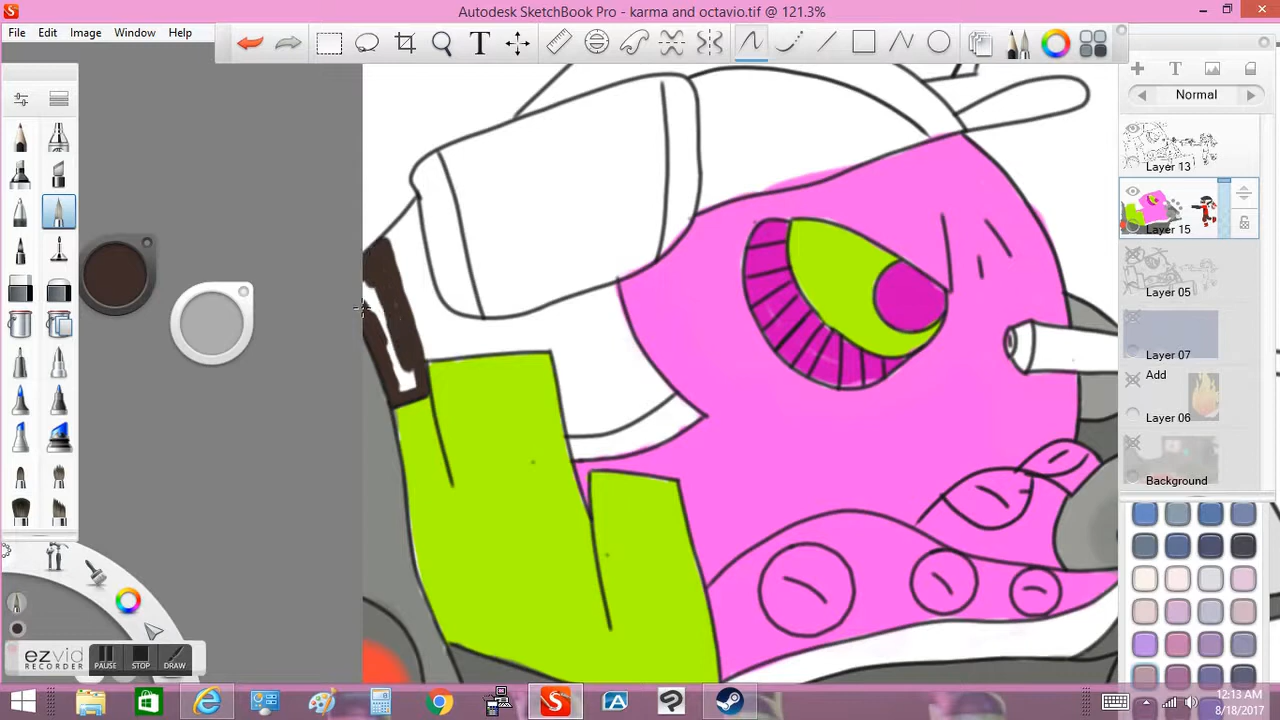 Autodesk SketchBook Pro - karma and octavio.tif @ 121.3%
File Edit Image Window Help
T
T
Normal
Layer 13
Layer 15
Layer 05
Layer 07
Add
Layer 06
Background
ezvid
RECORDER
PAUSE STOP DRAW
12:13 AM
8/18/2017